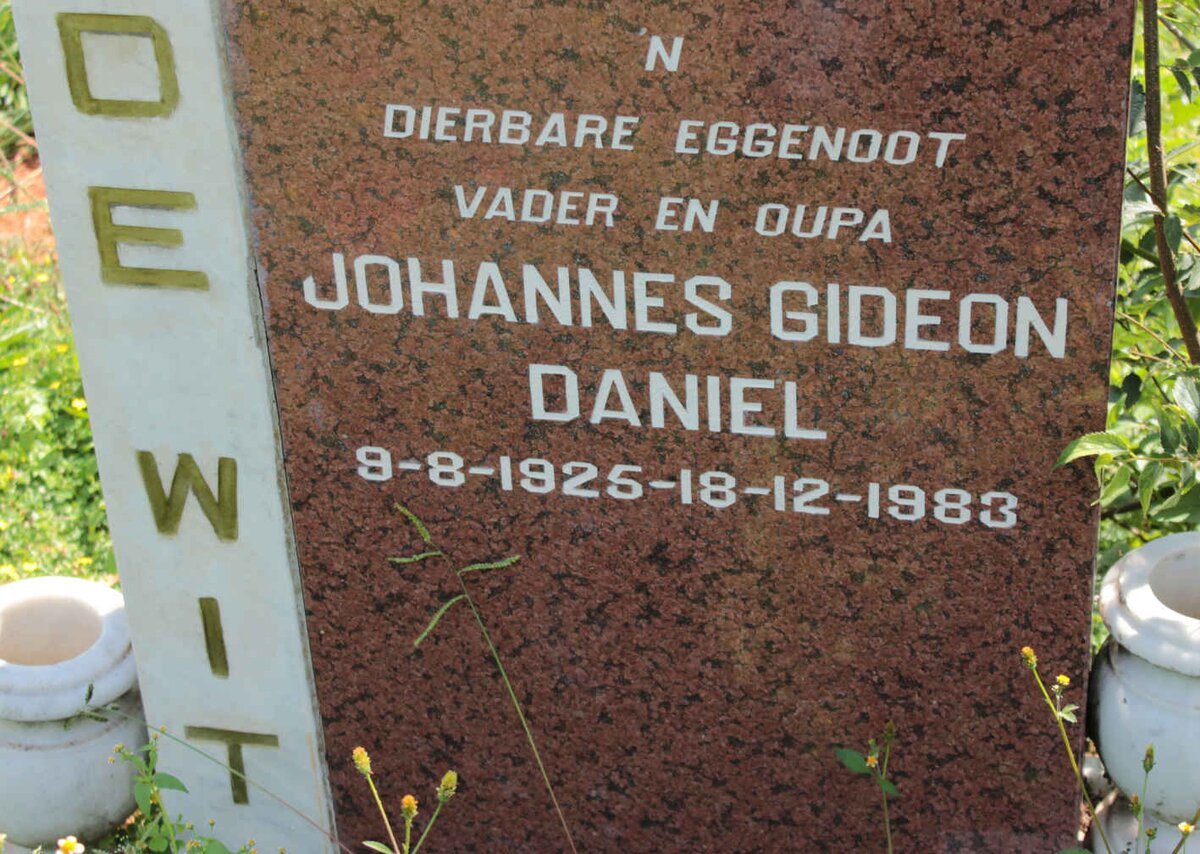 DE WIT
'N
DIERBARE EGGENOOT
VADER EN OUPA
JOHANNES GIDEON
DANIEL
9-8-1925-18-12-1983